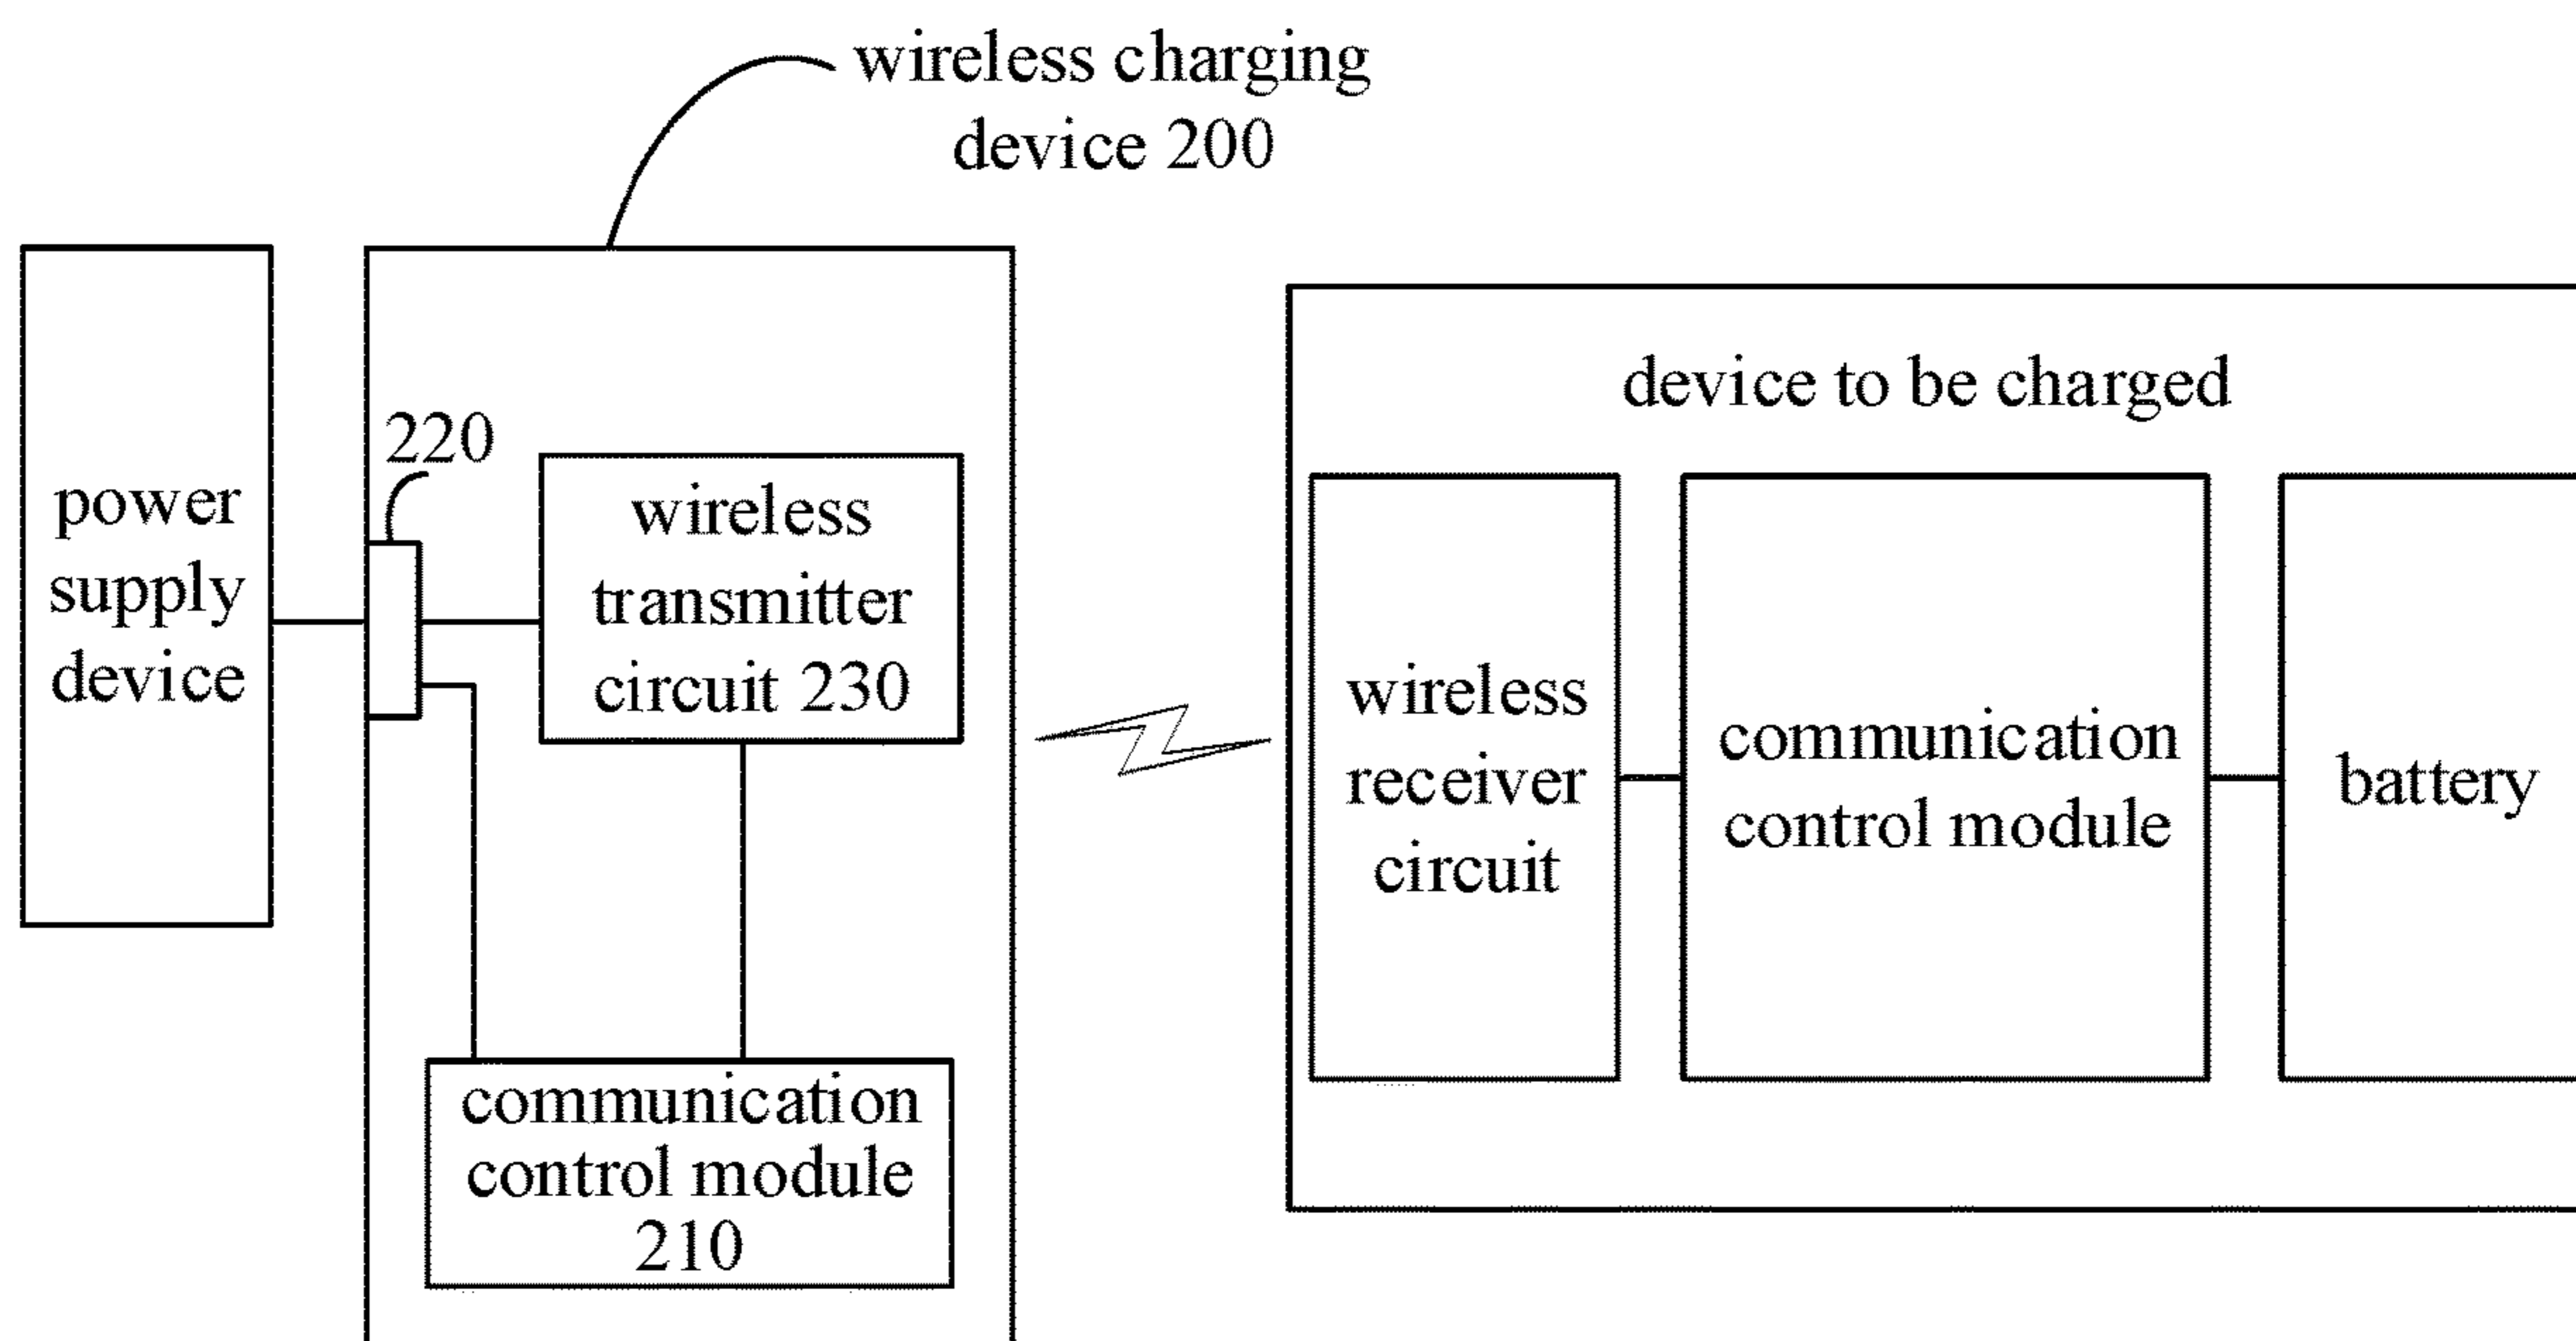 wireless charging
device 200
power
supply
device
220
wireless
transmitter
circuit 230
communication
control module
210
device to be charged
wireless
receiver
circuit
communication
control module
battery